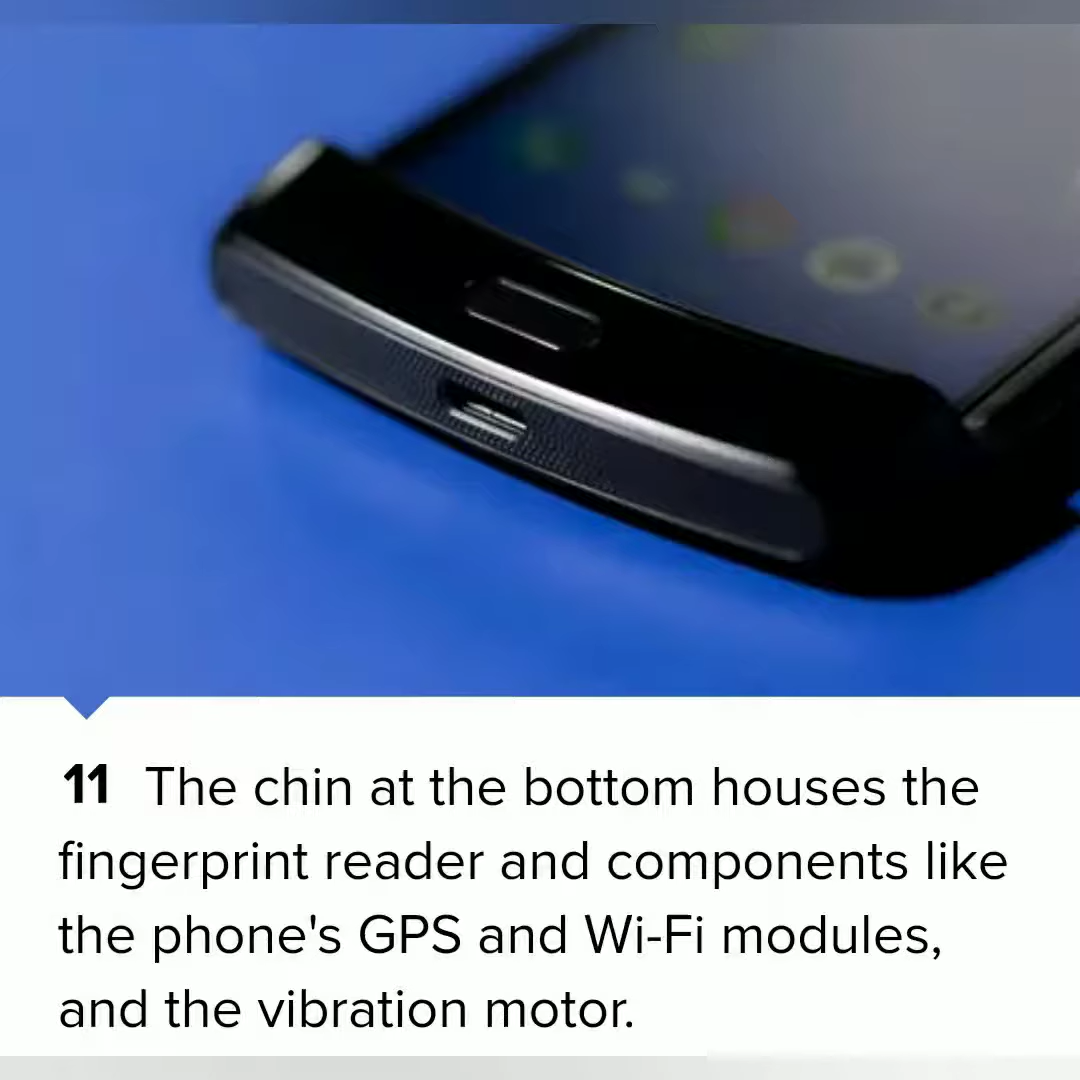 11 The chin at the bottom houses the
fingerprint reader and components like
the phone's GPS and Wi-Fi modules,
and the vibration motor.